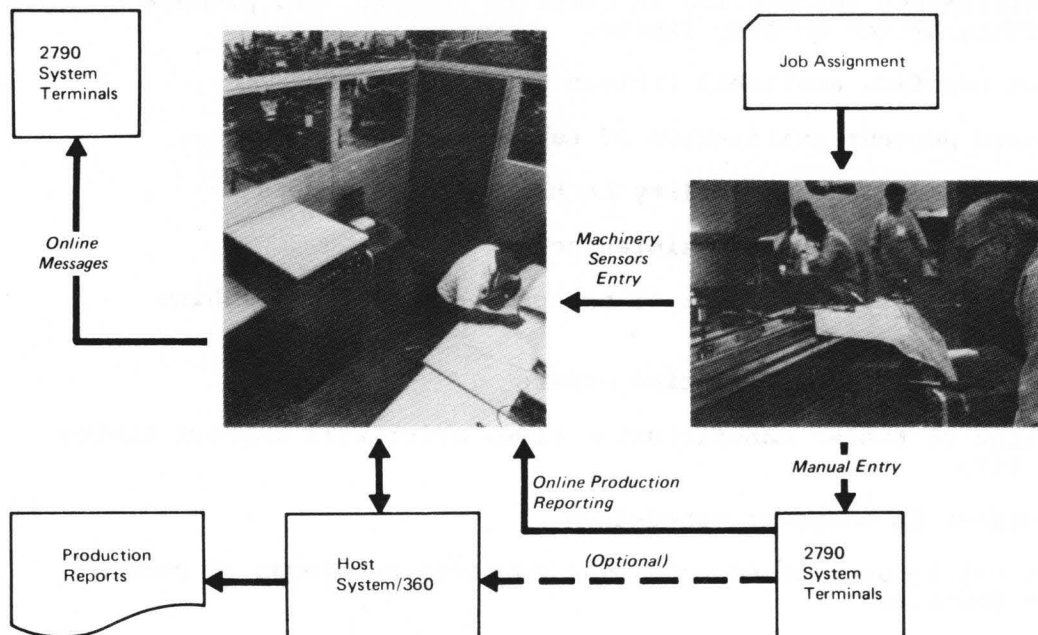 2790
System
Terminals
Job Assignment
Online
Messages
Machinery
Sensors
Entry
Manual Entry
Online Production
Reporting
Production
Reports
Host
System/360
(Optional)
2790
System
Terminals